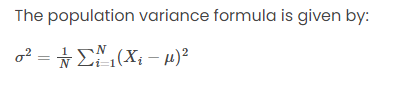 The population variance formula is given by:
σ² = 1/N ∑ᵢ₌₁ᴺ (Xᵢ − μ)²